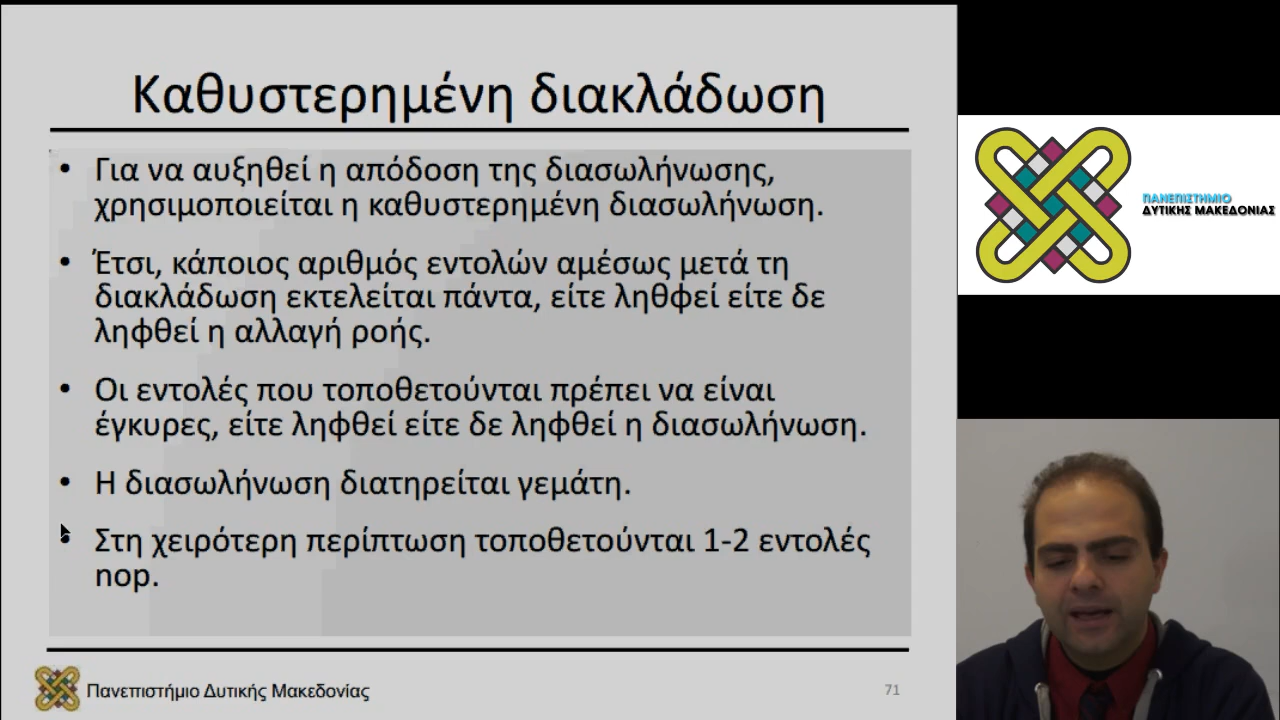 Καθυστερημένη διακλάδωση
• Για να αυξηθεί η απόδοση της διασωλήνωσης,
χρησιμοποιείται η καθυστερημένη διασωλήνωση.
• Έτσι, κάποιος αριθμός εντολών αμέσως μετά τη
διακλάδωση εκτελείται πάντα, είτε ληθφεί είτε δε
ληφθεί η αλλαγή ροής.
• Οι εντολές που τοποθετούνται πρέπει να είναι
έγκυρες, είτε ληφθεί είτε δε ληφθεί η διασωλήνωση.
• Η διασωλήνωση διατηρείται γεμάτη.
• Στη χειρότερη περίπτωση τοποθετούνται 1-2 εντολές
nop.
Πανεπιστήμιο Δυτικής Μακεδονίας
71
ΠΑΝΕΠΙΣΤΗΜΙΟ
ΔΥΤΙΚΗΣ ΜΑΚΕΔΟΝΙΑΣ